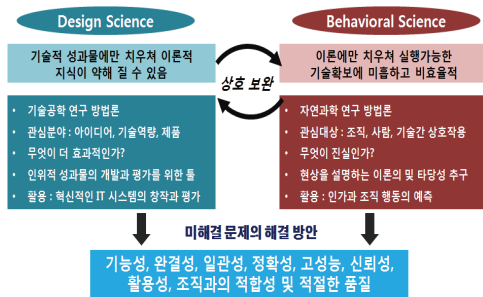 Design Science
Behavioral Science
기술적 성과물에만 치우쳐 이론적
지식이 약해 질 수 있음
상호 보완
이론에만 치우쳐 실행가능한
기술확보에 미흡하고 비효율적
• 기술공학 연구 방법론
• 관심분야 : 아이디어, 기술역량, 제품
• 무엇이 더 효과적인가?
• 인위적 성과물의 개발과 평가를 위한 툴
• 활용 : 혁신적인 IT 시스템의 창작과 평가
• 자연과학 연구 방법론
• 관심대상 : 조직, 사람, 기술간 상호작용
• 무엇이 진실인가?
• 현상을 설명하는 이론의 및 타당성 추구
• 활용 : 인가과 조직 행동의 예측
미해결 문제의 해결 방안
기능성, 완결성, 일관성, 정확성, 고성능, 신뢰성,
활용성, 조직과의 적합성 및 적절한 품질